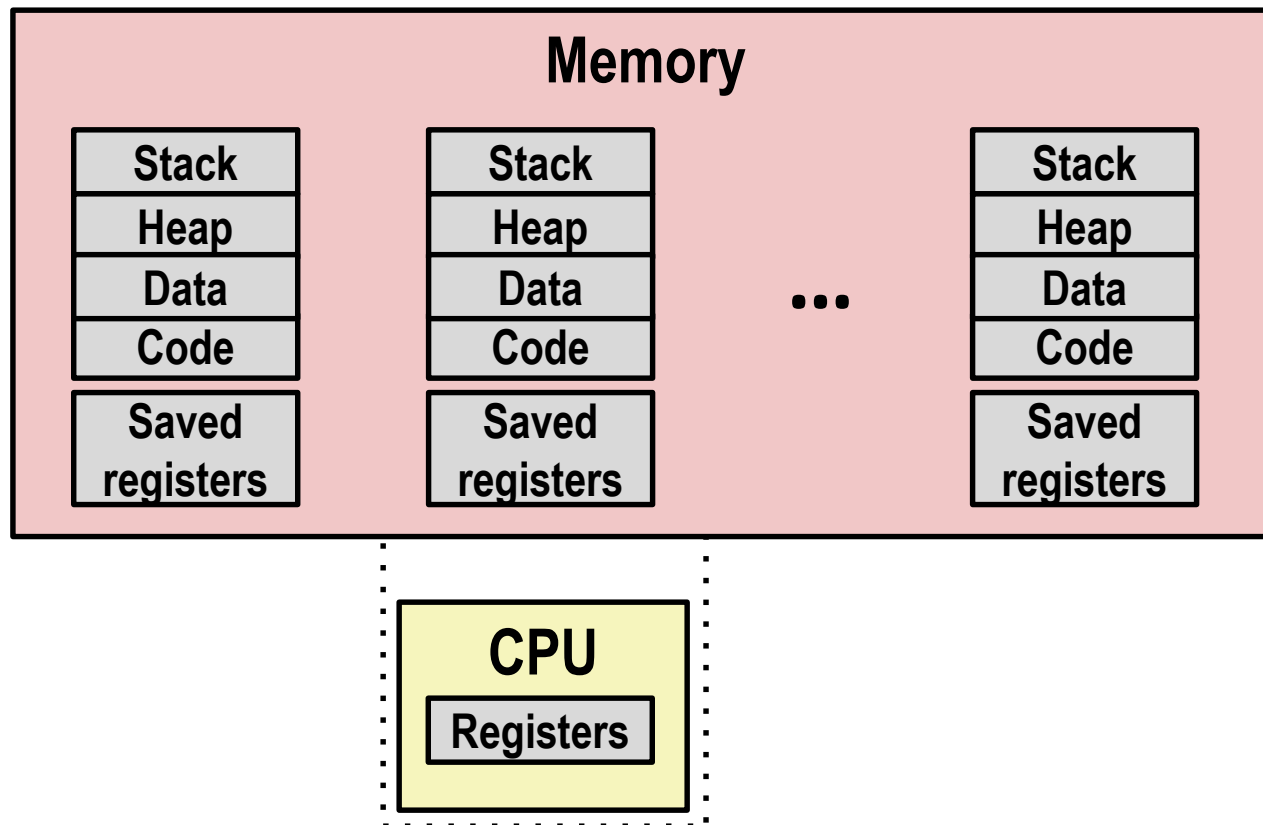 Memory
Stack
Heap
Data
Code
Saved
registers
Stack
Heap
Data
Code
Saved
registers
...
Stack
Heap
Data
Code
Saved
registers
CPU
Registers